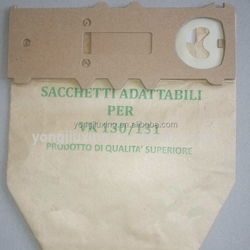 SACCHETTI ADATTABILI
PER
VK 130/131
PRODOTTO DI QUALITA' SUPERIORE